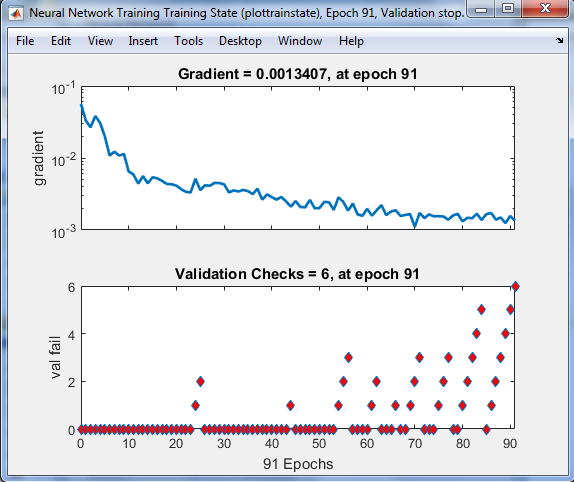 Neural Network Training Training State (plottrainstate), Epoch 91, Validation stop.
File Edit View Insert Tools Desktop Window Help
Gradient = 0.0013407, at epoch 91
10-1
10-2
10-3
gradient
Validation Checks = 6, at epoch 91
6
4
2
0
val fail
0 10 20 30 40 50 60 70 80 90
91 Epochs